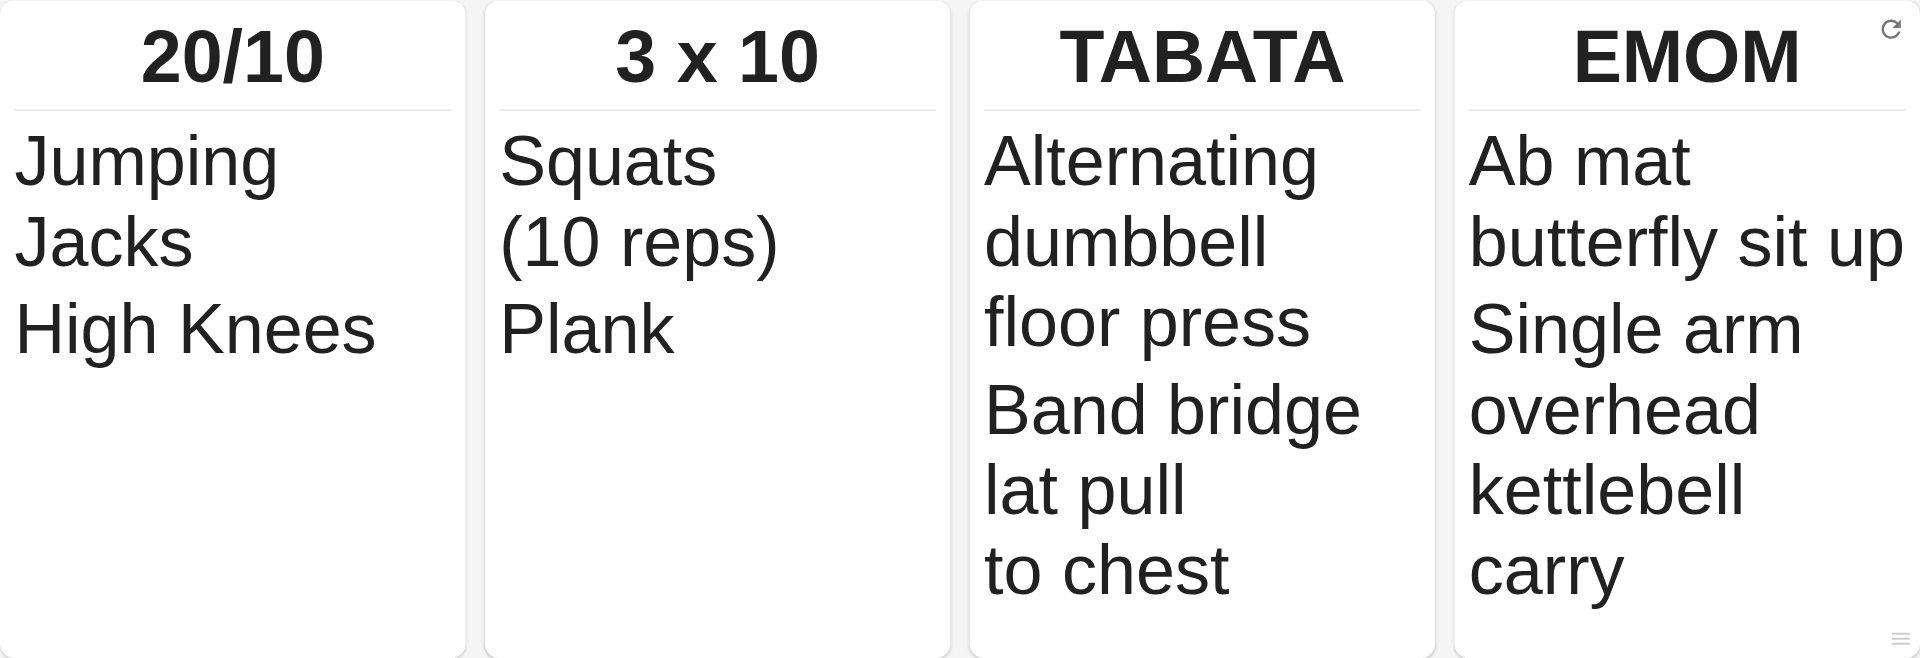 20/10
Jumping
Jacks
High Knees
3 x 10
Squats
(10 reps)
Plank
TABATA
Alternating
dumbbell
floor press
Band bridge
lat pull
to chest
EMOM
Ab mat
butterfly sit up
Single arm
overhead
kettlebell
carry